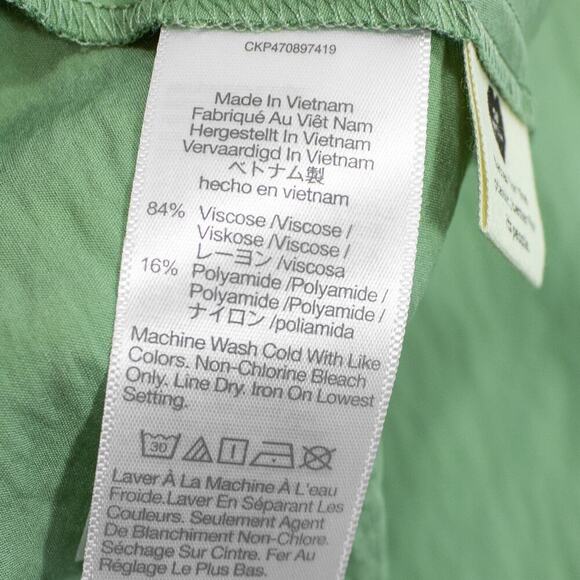 CKP470897419
Made In Vietnam
Fabriqué Au Viêt Nam
Hergestellt In Vietnam
Vervaardigd In Vietnam
ベトナム製
hecho en vietnam
84% Viscose /Viscose /
Viskose /Viscose /
レーヨン /viscosa
16% Polyamide /Polyamide /
Polyamide /Polyamide /
ナイロン /poliamida
Machine Wash Cold With Like
Colors. Non-Chlorine Bleach
Only. Line Dry. Iron On Lowest
Setting.
30
Laver À La Machine À L'eau
Froide.Laver En Séparant Les
Couleurs. Seulement Agent
De Blanchiment Non-Chlore.
Séchage Sur Cintre. Fer Au
Réglage Le Plus Bas.